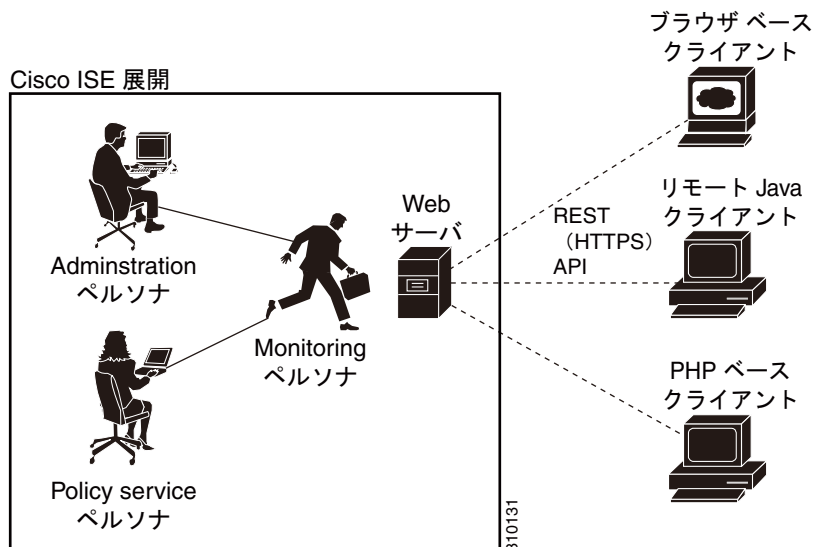 ブラウザ ベース
クライアント
Cisco ISE 展開
Web
サーバ
リモート Java
クライアント
REST
（HTTPS）
API
Adminstration
ペルソナ
Monitoring
ペルソナ
PHP ベース
クライアント
Policy service
ペルソナ
310131